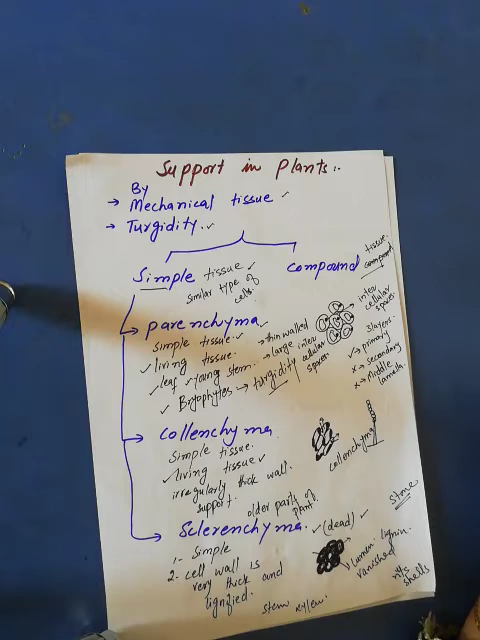 Support in Plants:.
By
→ Mechanical tissue ✓
→ Turgidity. ✓
Simple tissue ✓
similar type of
cells.
compound tissue
compound
Parenchyma ✓
simple tissue ✓
✓ living tissue.
✓ leaf ✓ young stem.
✓ Bryophytes → turgidity
→ thin walled
→ large inter
cellular
spaces
inter
cellular
spaces
3 layers
✓→ primary
x → secondary
x → Middle
lamella.
Collenchyma
Simple tissue.
✓ living tissue ✓
irregularly thick wall.
support.
older parts of
plant.
collenchyma
Sclerenchyma. ✓ (dead) ✓
1- Simple
2- cell wall is
very thick and
lignified.
Lumen lignin.
vanished
Stone
nuts
shells
stem xylem.